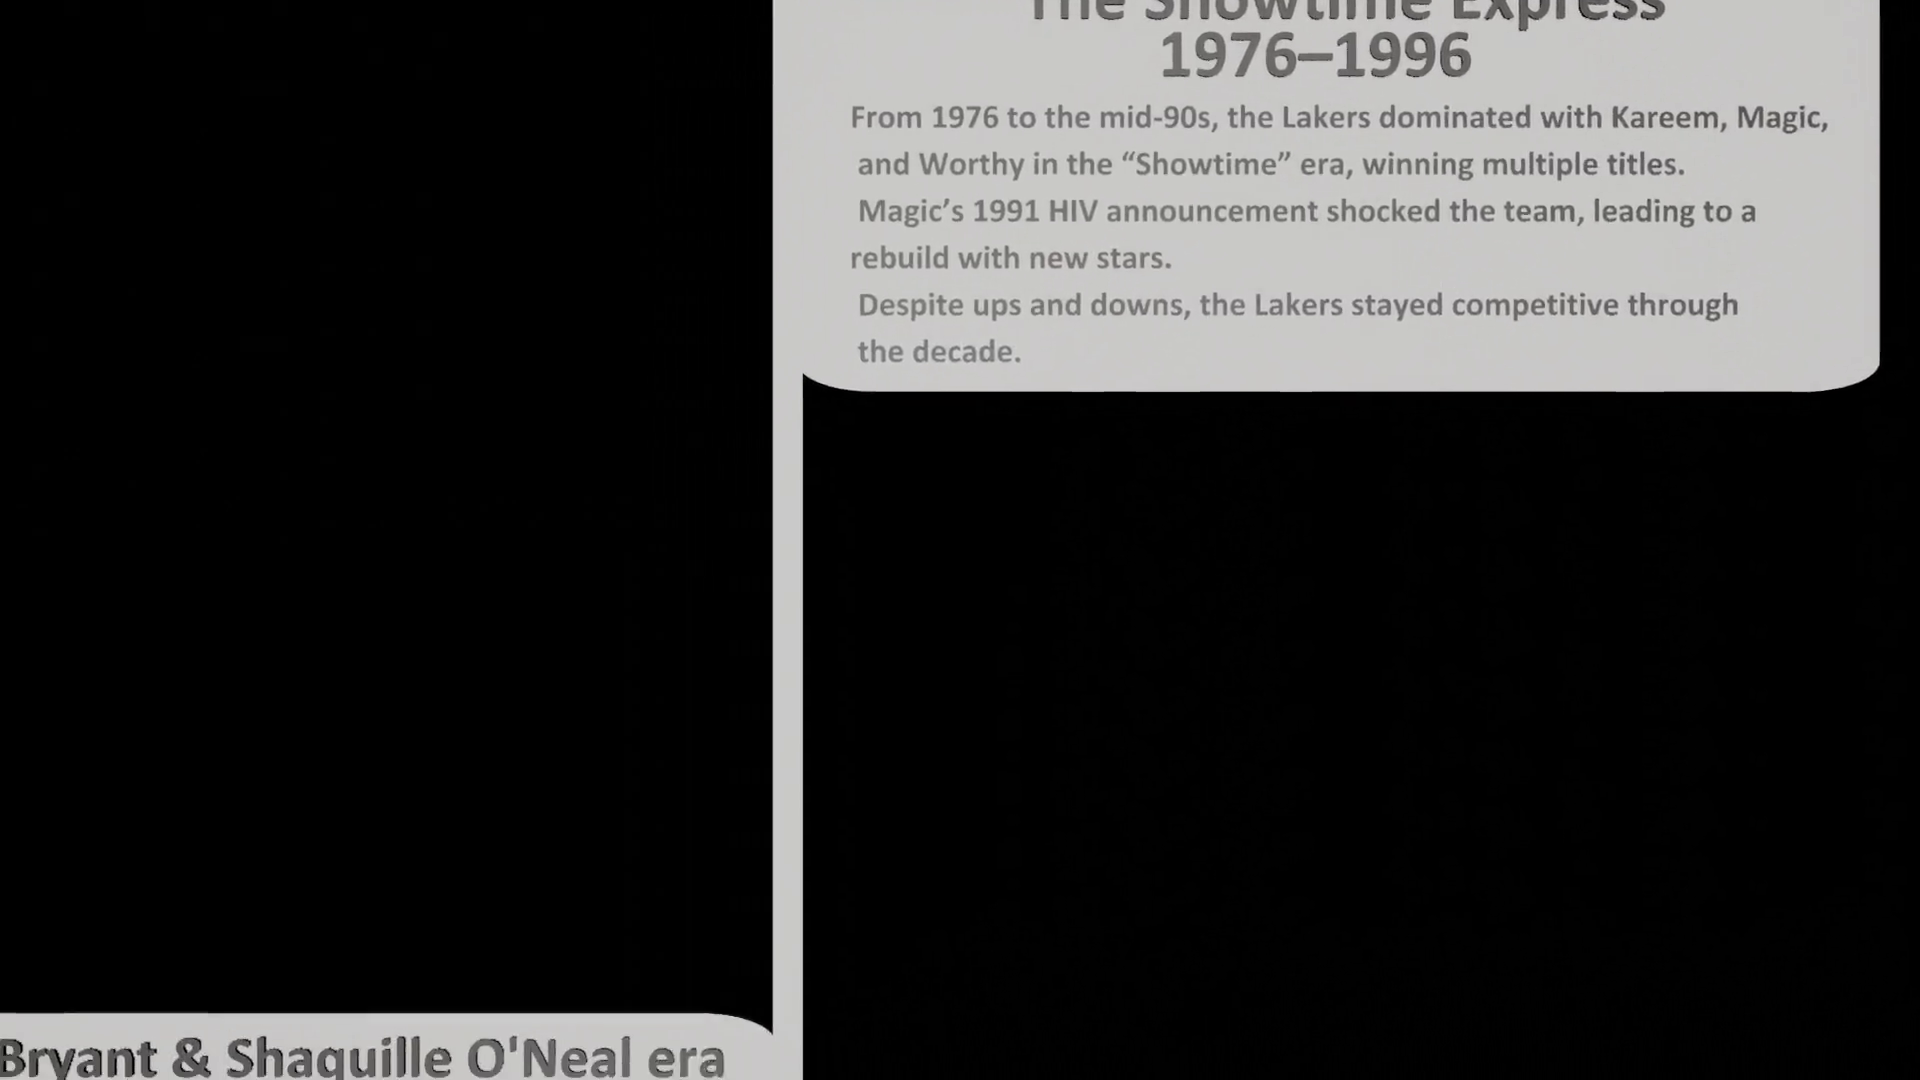 The Showtime Express
1976–1996
From 1976 to the mid-90s, the Lakers dominated with Kareem, Magic,
and Worthy in the “Showtime” era, winning multiple titles.
Magic’s 1991 HIV announcement shocked the team, leading to a
rebuild with new stars.
Despite ups and downs, the Lakers stayed competitive through
the decade.
Bryant & Shaquille O'Neal era